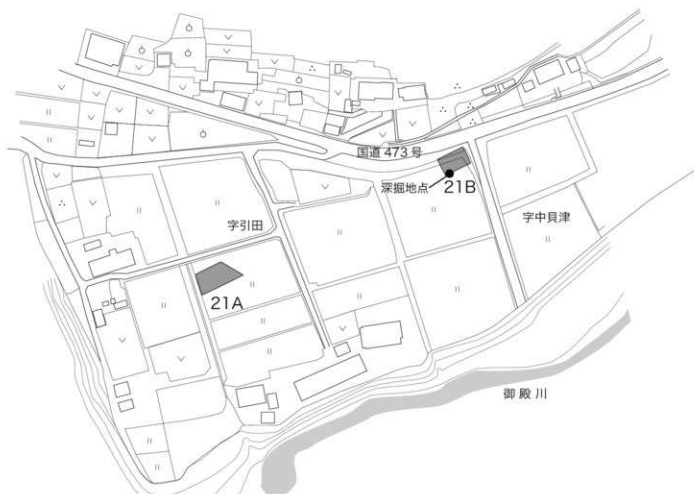 国道 473 号
深掘地点
21B
字引田
字中貝津
21A
御 殿 川